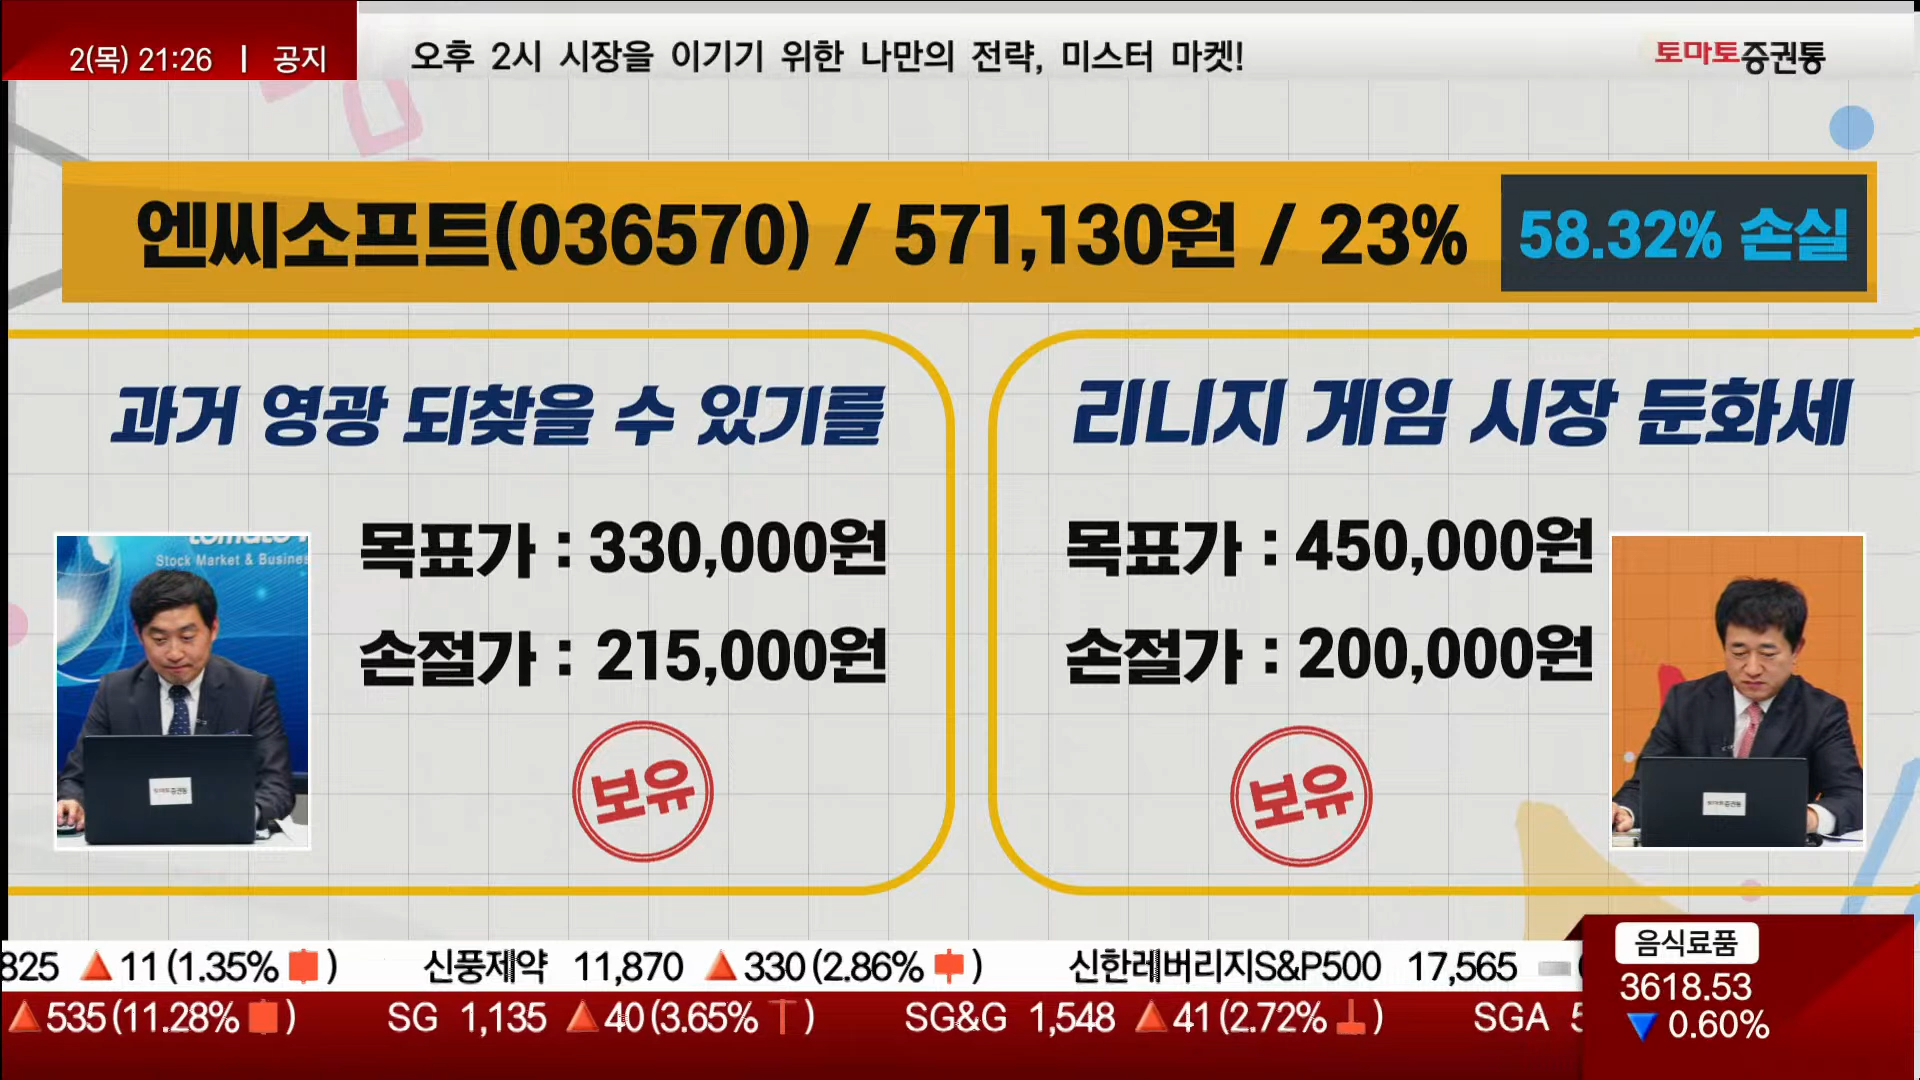 2(목) 21:26 | 공지
오후 2시 시장을 이기기 위한 나만의 전략, 미스터 마켓!
토마토증권통
엔씨소프트(036570) / 571,130원 / 23%
58.32% 손실
과거 영광 되찾을 수 있기를
목표가 : 330,000원
손절가 : 215,000원
보유
Stock Market & Busines
리니지 게임 시장 둔화세
목표가 : 450,000원
손절가 : 200,000원
보유
825 ▲11(1.35%) 신풍제약 11,870 ▲330(2.86%) 신한레버리지S&P500 17,565
▲535(11.28%) SG 1,135 ▲40(3.65%) SG&G 1,548 ▲41(2.72%) SGA
음식료품
3618.53
▼0.60%